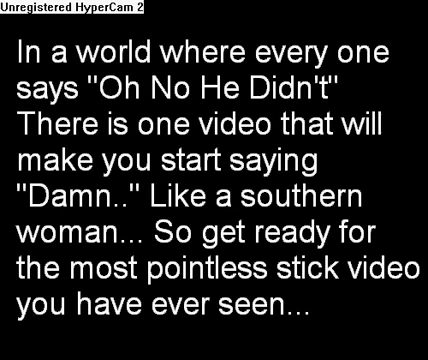 Unregistered HyperCam 2
In a world where every one
says "Oh No He Didn't"
There is one video that will
make you start saying
"Damn.." Like a southern
woman... So get ready for
the most pointless stick video
you have ever seen...